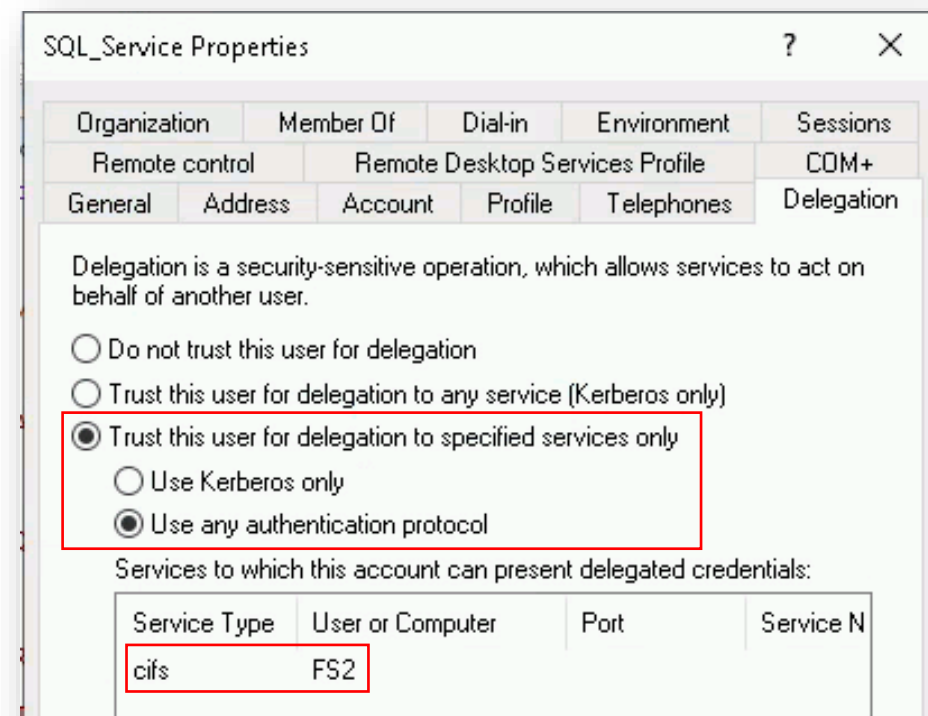 SQL_Service Properties ? ×
Organization Member Of Dial-in Environment Sessions
Remote control Remote Desktop Services Profile COM+
General Address Account Profile Telephones Delegation
Delegation is a security-sensitive operation, which allows services to act on
behalf of another user.
Do not trust this user for delegation
Trust this user for delegation to any service (Kerberos only)
Trust this user for delegation to specified services only
Use Kerberos only
Use any authentication protocol
Services to which this account can present delegated credentials:
Service Type User or Computer Port Service N
cifs FS2